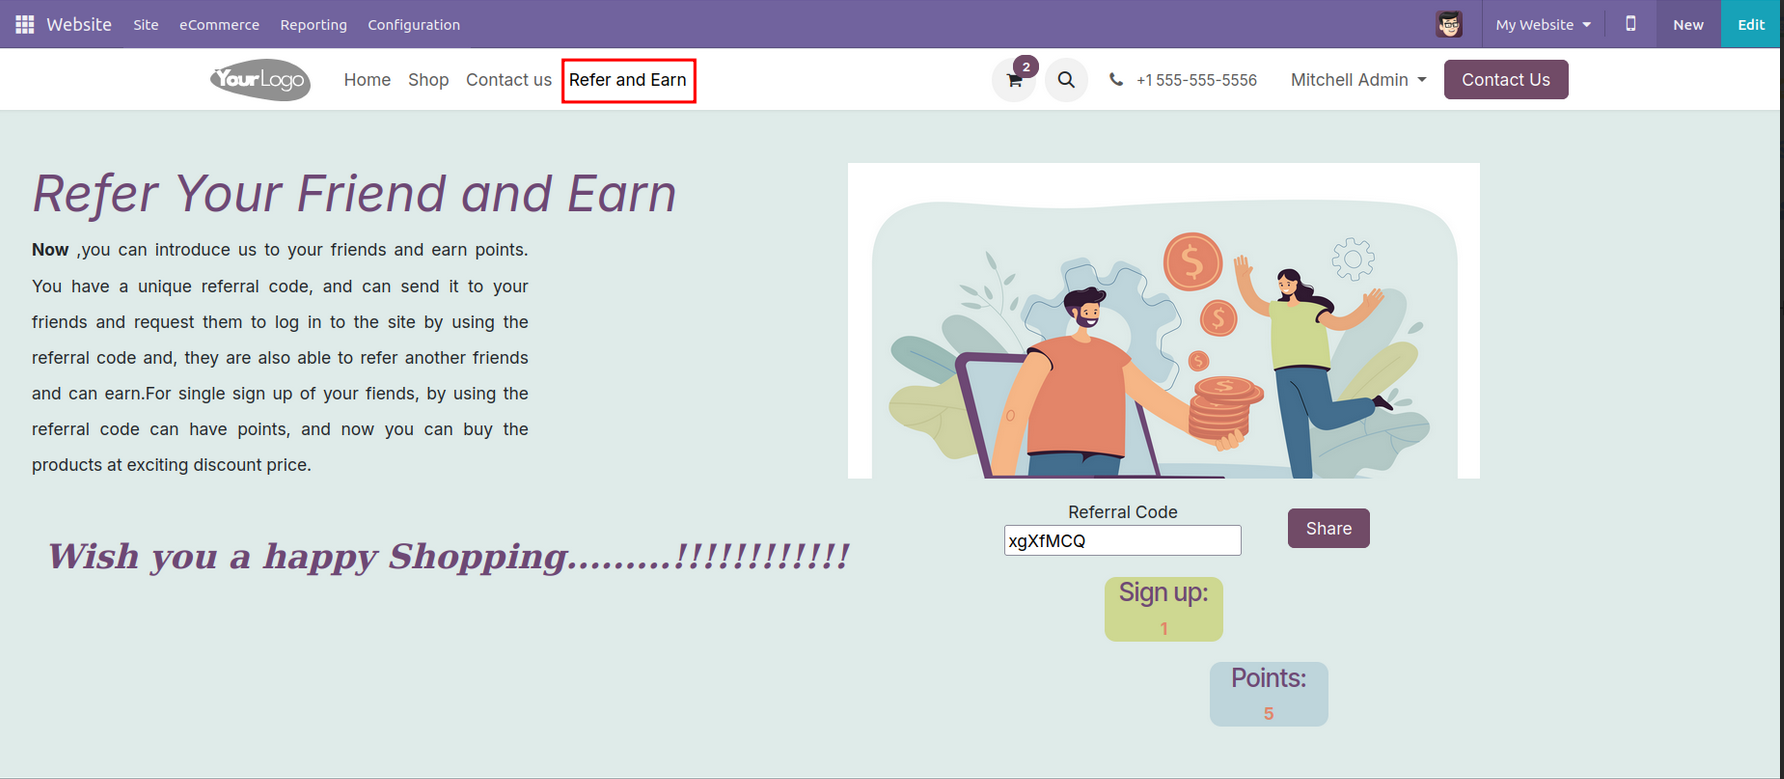 Website Site eCommerce Reporting Configuration My Website New Edit
YourLogo Home Shop Contact us Refer and Earn 2 +1 555-555-5556 Mitchell Admin Contact Us
Refer Your Friend and Earn
Now ,you can introduce us to your friends and earn points.
You have a unique referral code, and can send it to your
friends and request them to log in to the site by using the
referral code and, they are also able to refer another friends
and can earn.For single sign up of your fiends, by using the
referral code can have points, and now you can buy the
products at exciting discount price.
Wish you a happy Shopping.........!!!!!!!!!!!!
$
$
$
$
Referral Code
xgXfMCQ
Share
Sign up:
1
Points:
5